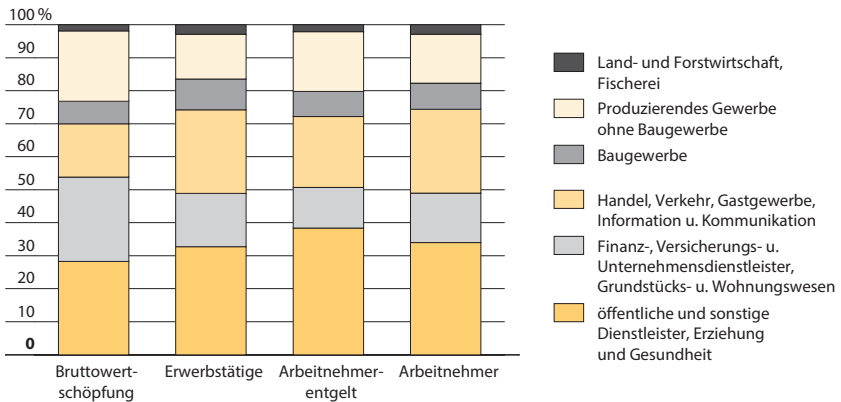 100 %
90
80
70
60
50
40
30
20
10
0
Bruttowert-
schöpfung
Erwerbstätige
Arbeitnehmer-
entgelt
Arbeitnehmer
Land- und Forstwirtschaft,
Fischerei
Produzierendes Gewerbe
ohne Baugewerbe
Baugewerbe
Handel, Verkehr, Gastgewerbe,
Information u. Kommunikation
Finanz-, Versicherungs- u.
Unternehmensdienstleister,
Grundstücks- u. Wohnungswesen
öffentliche und sonstige
Dienstleister, Erziehung
und Gesundheit